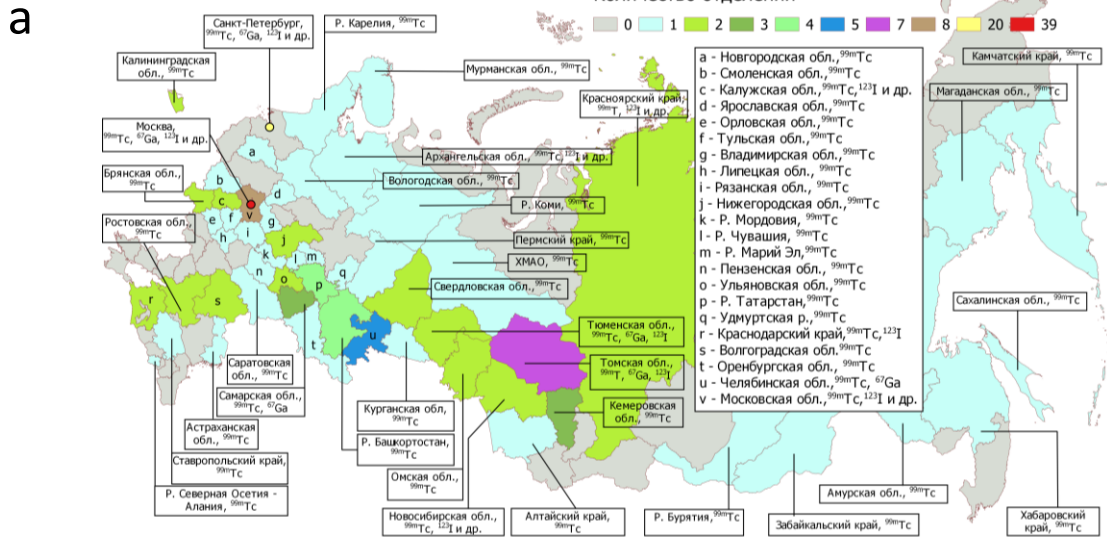 a
Количество отделений
0 1 2 3 4 5 7 8 20 39
Санкт-Петербург,
⁹⁹ᵐTc, ⁶⁷Ga, ¹²³I и др.
Р. Карелия, ⁹⁹ᵐTc
Калининградская
обл., ⁹⁹ᵐTc
Мурманская обл., ⁹⁹ᵐTc
Камчатский край, ⁹⁹ᵐTc
Магаданская обл., ⁹⁹ᵐTc
Красноярский край,
⁹⁹ᵐT, ¹²³I и др.
Москва,
⁹⁹ᵐTc, ⁶⁷Ga, ¹²³I и др.
Архангельская обл., ⁹⁹ᵐTc, ¹²³I и др.
Брянская обл.,
⁹⁹ᵐTc
Вологодская обл., ⁹⁹ᵐTc
Р. Коми, ⁹⁹ᵐTc
Ростовская обл.,
⁹⁹ᵐTc
Пермский край, ⁹⁹ᵐTc
ХМАО, ⁹⁹ᵐTc
Свердловская обл., ⁹⁹ᵐTc
Тюменская обл.,
⁹⁹ᵐTc, ⁶⁷Ga, ¹²³I
Томская обл.,
⁹⁹ᵐT, ⁶⁷Ga, ¹²³I
Кемеровская
обл., ⁹⁹ᵐTc
a
b
c
d
e
f
v
g
h
i
j
k
l
m
n
o
p
q
r
s
t
u
a - Новгородская обл., ⁹⁹ᵐTc
b - Смоленская обл.,⁹⁹ᵐTc
c - Калужская обл.,⁹⁹ᵐTc,¹²³I и др.
d - Ярославская обл.,⁹⁹ᵐTc
e - Орловская обл.,⁹⁹ᵐTc
f - Тульская обл.,⁹⁹ᵐTc
g - Владимирская обл.,⁹⁹ᵐTc
h - Липецкая обл., ⁹⁹ᵐTc
i - Рязанская обл., ⁹⁹ᵐTc
j - Нижегородская обл.,⁹⁹ᵐTc
k - Р. Мордовия, ⁹⁹ᵐTc
l - Р. Чувашия, ⁹⁹ᵐTc
m - Р. Марий Эл,⁹⁹ᵐTc
n - Пензенская обл.,⁹⁹ᵐTc
o - Ульяновская обл., ⁹⁹ᵐTc
p - Р. Татарстан,⁹⁹ᵐTc
q - Удмуртская р.,⁹⁹ᵐTc
r - Краснодарский край,⁹⁹ᵐTc,¹²³I
s - Волгоградская обл.⁹⁹ᵐTc
t - Оренбургская обл., ⁹⁹ᵐTc
u - Челябинская обл.,⁹⁹ᵐTc, ⁶⁷Ga
v - Московская обл.,⁹⁹ᵐTc,¹²³I и др.
Сахалинская обл., ⁹⁹ᵐTc
Саратовская
обл., ⁹⁹ᵐTc
Самарская обл.,
⁹⁹ᵐTc, ⁶⁷Ga
Астраханская
обл., ⁹⁹ᵐTc
Ставропольский край,
⁹⁹ᵐTc
Р. Северная Осетия -
Алания, ⁹⁹ᵐTc
Курганская обл,
⁹⁹ᵐTc
Р. Башкортостан,
⁹⁹ᵐTc
Омская обл.,
⁹⁹ᵐTc
Новосибирская обл.,
⁹⁹ᵐTc, ¹²³I и др.
Алтайский край,
⁹⁹ᵐTc
Р. Бурятия,⁹⁹ᵐTc
Забайкальский край, ⁹⁹ᵐTc
Амурская обл., ⁹⁹ᵐTc
Хабаровский
край, ⁹⁹ᵐTc